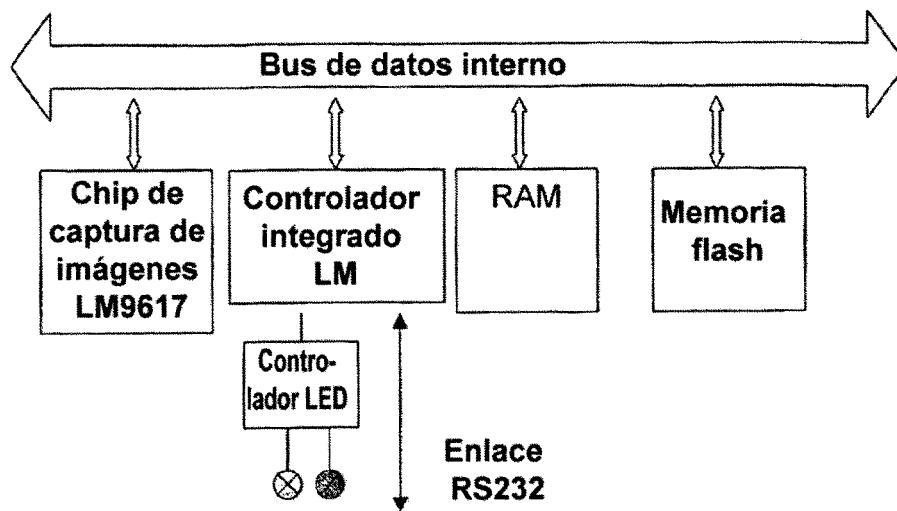 Bus de datos interno
Chip de
captura de
imágenes
LM9617
Controlador
integrado
LM
RAM
Memoria
flash
Contro-
lador LED
Enlace
RS232